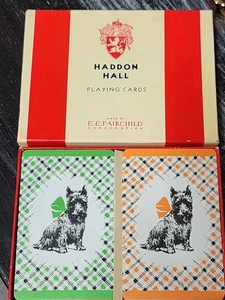 HADDON
HALL
PLAYING CARDS
MADE BY
E.E. FAIRCHILD
CORPORATION